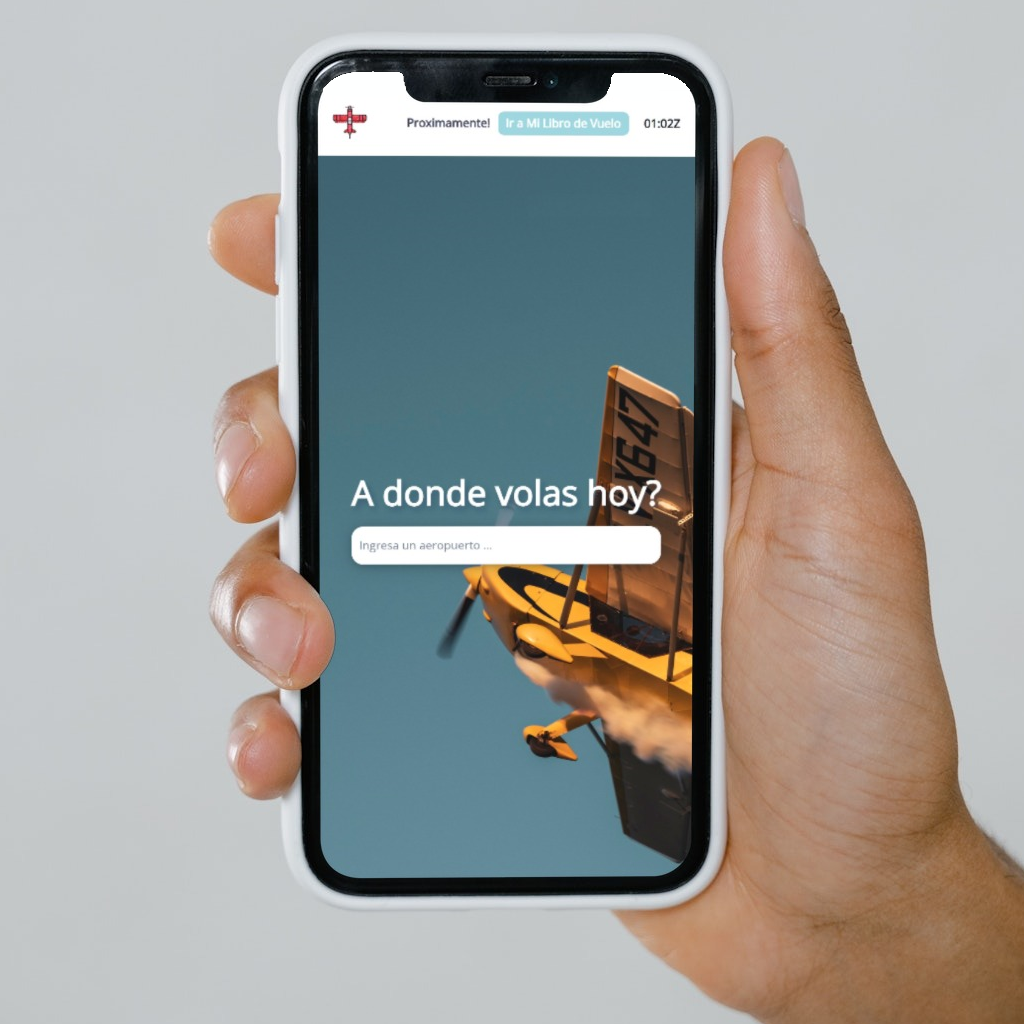 Proximamente!
Ir a Mi Libro de Vuelo
01:02Z
X647
A donde volas hoy?
Ingresa un aeropuerto ...